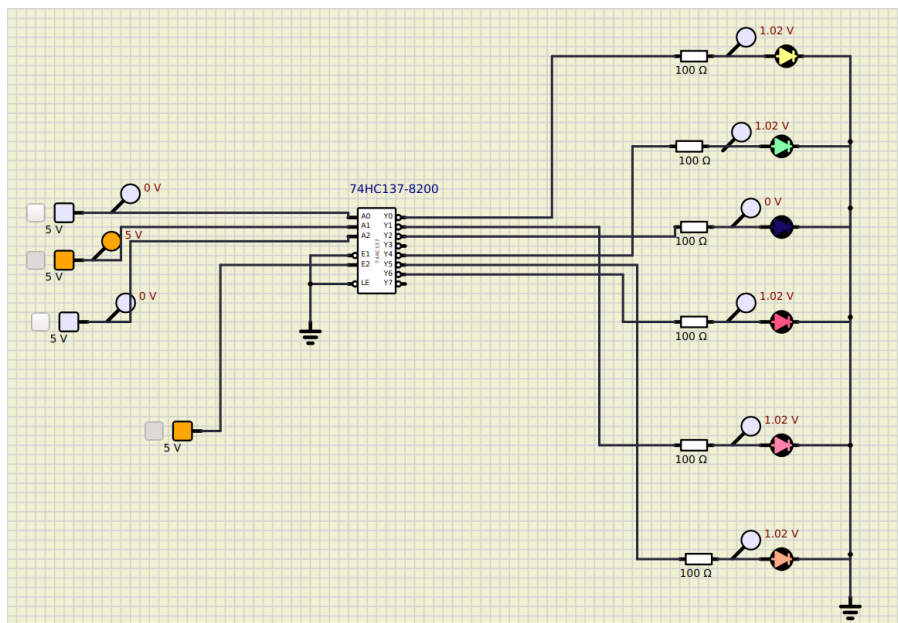 1.02 V
100 Ω
1.02 V
100 Ω
0 V
74HC137-8200
0 V
5 V
5 V
5 V
0 V
5 V
5 V
A0 Y0
A1 Y1
A2 Y2
Y3
E1 Y4
E2 Y5
Y6
LE Y7
74HC137
100 Ω
1.02 V
100 Ω
1.02 V
100 Ω
1.02 V
100 Ω